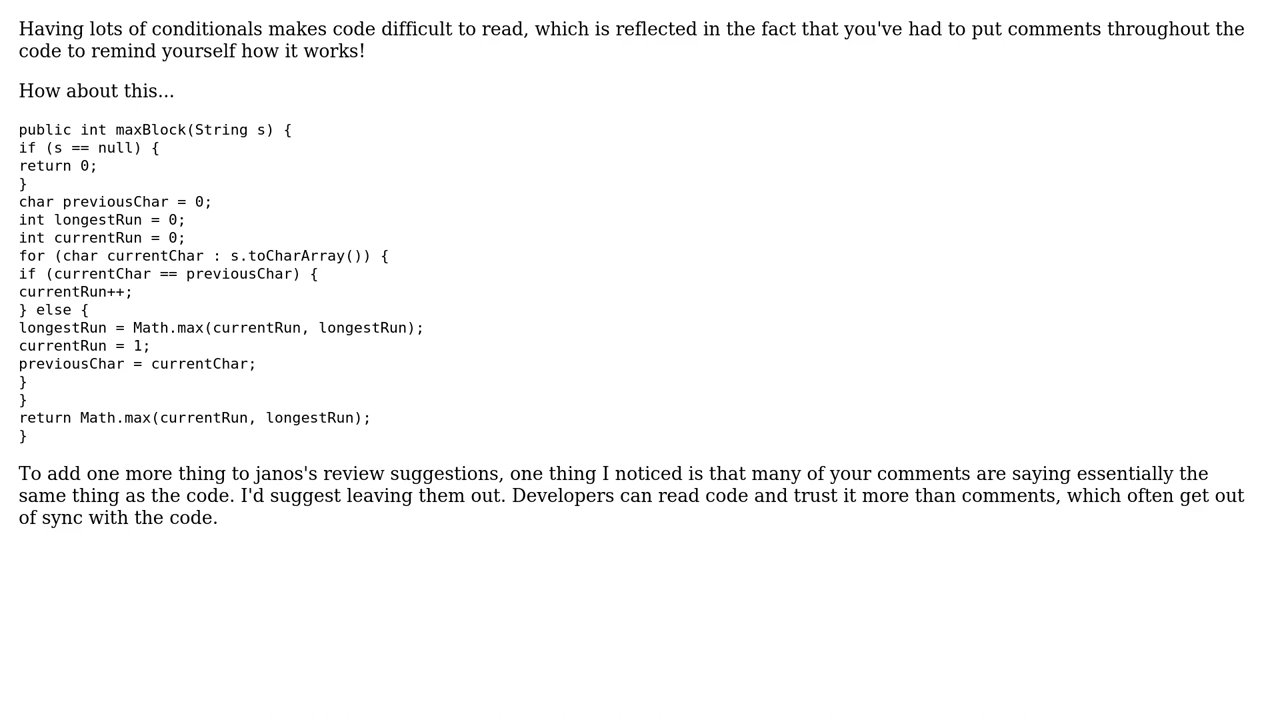 Having lots of conditionals makes code difficult to read, which is reflected in the fact that you've had to put comments throughout the
code to remind yourself how it works!
How about this...
public int maxBlock(String s) {
if (s == null) {
return 0;
}
char previousChar = 0;
int longestRun = 0;
int currentRun = 0;
for (char currentChar : s.toCharArray()) {
if (currentChar == previousChar) {
currentRun++;
} else {
longestRun = Math.max(currentRun, longestRun);
currentRun = 1;
previousChar = currentChar;
}
}
return Math.max(currentRun, longestRun);
}
To add one more thing to janos's review suggestions, one thing I noticed is that many of your comments are saying essentially the
same thing as the code. I'd suggest leaving them out. Developers can read code and trust it more than comments, which often get out
of sync with the code.